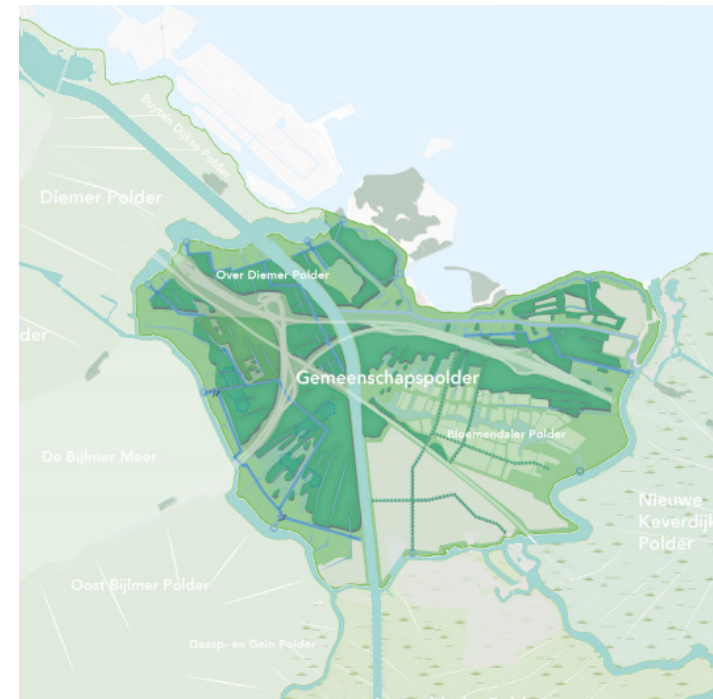 Buyten Dijkse Polder
Diemer Polder
Over Diemer Polder
der
Gemeenschapspolder
Bloemendaler Polder
De Bijlmer Meer
Nieuwe
Keverdijk
Polder
Oost Bijlmer Polder
Gaasp- en Gein Polder